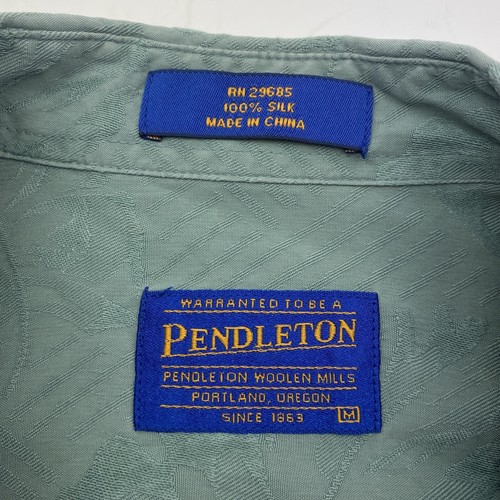 RN 29685
100% SILK
MADE IN CHINA
WARRANTED TO BE A
PENDLETON
PENDLETON WOOLEN MILLS
PORTLAND, OREGON
SINCE 1863
M